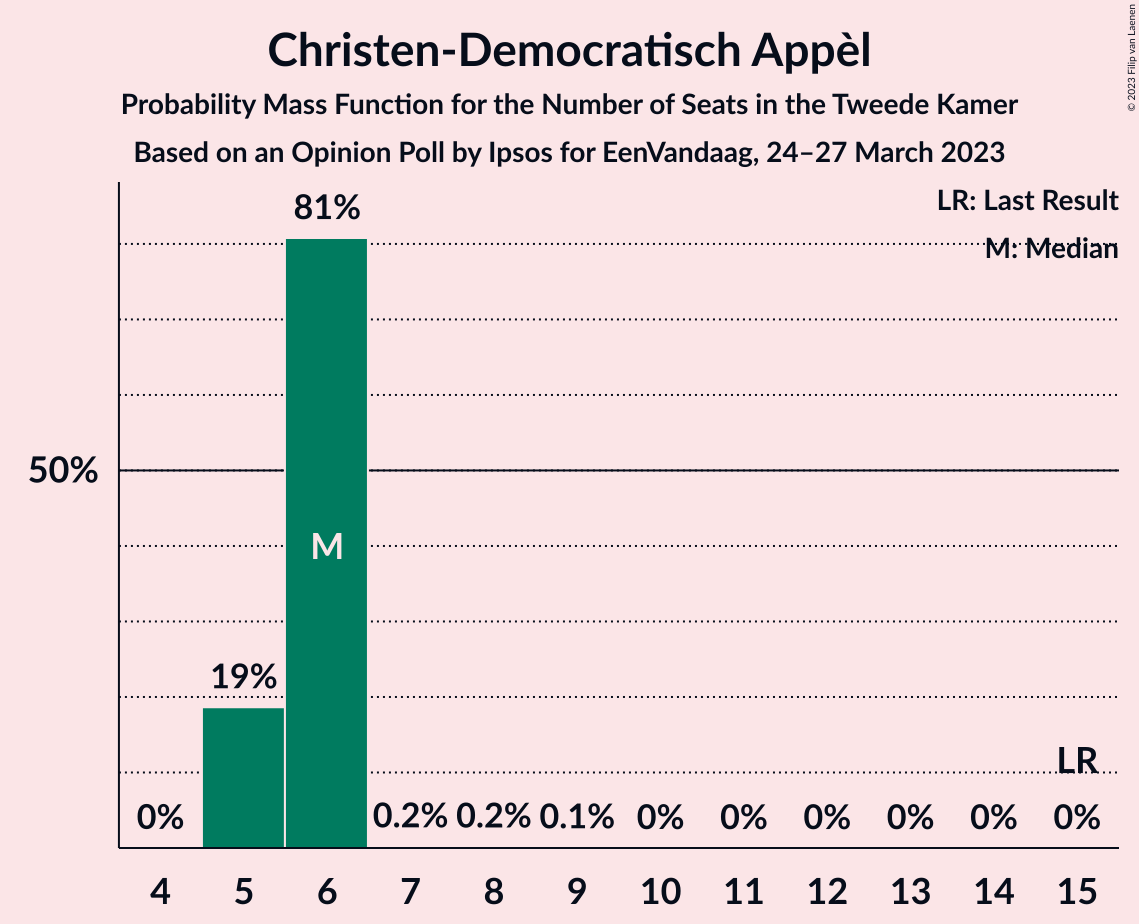 Christen-Democratisch Appèl
Probability Mass Function for the Number of Seats in the Tweede Kamer
Based on an Opinion Poll by Ipsos for EenVandaag, 24–27 March 2023
© 2023 Filip van Laenen
LR: Last Result
M: Median
81%
50%
M
19%
LR
0% 0.2% 0.2% 0.1% 0% 0% 0% 0% 0% 0%
4 5 6 7 8 9 10 11 12 13 14 15